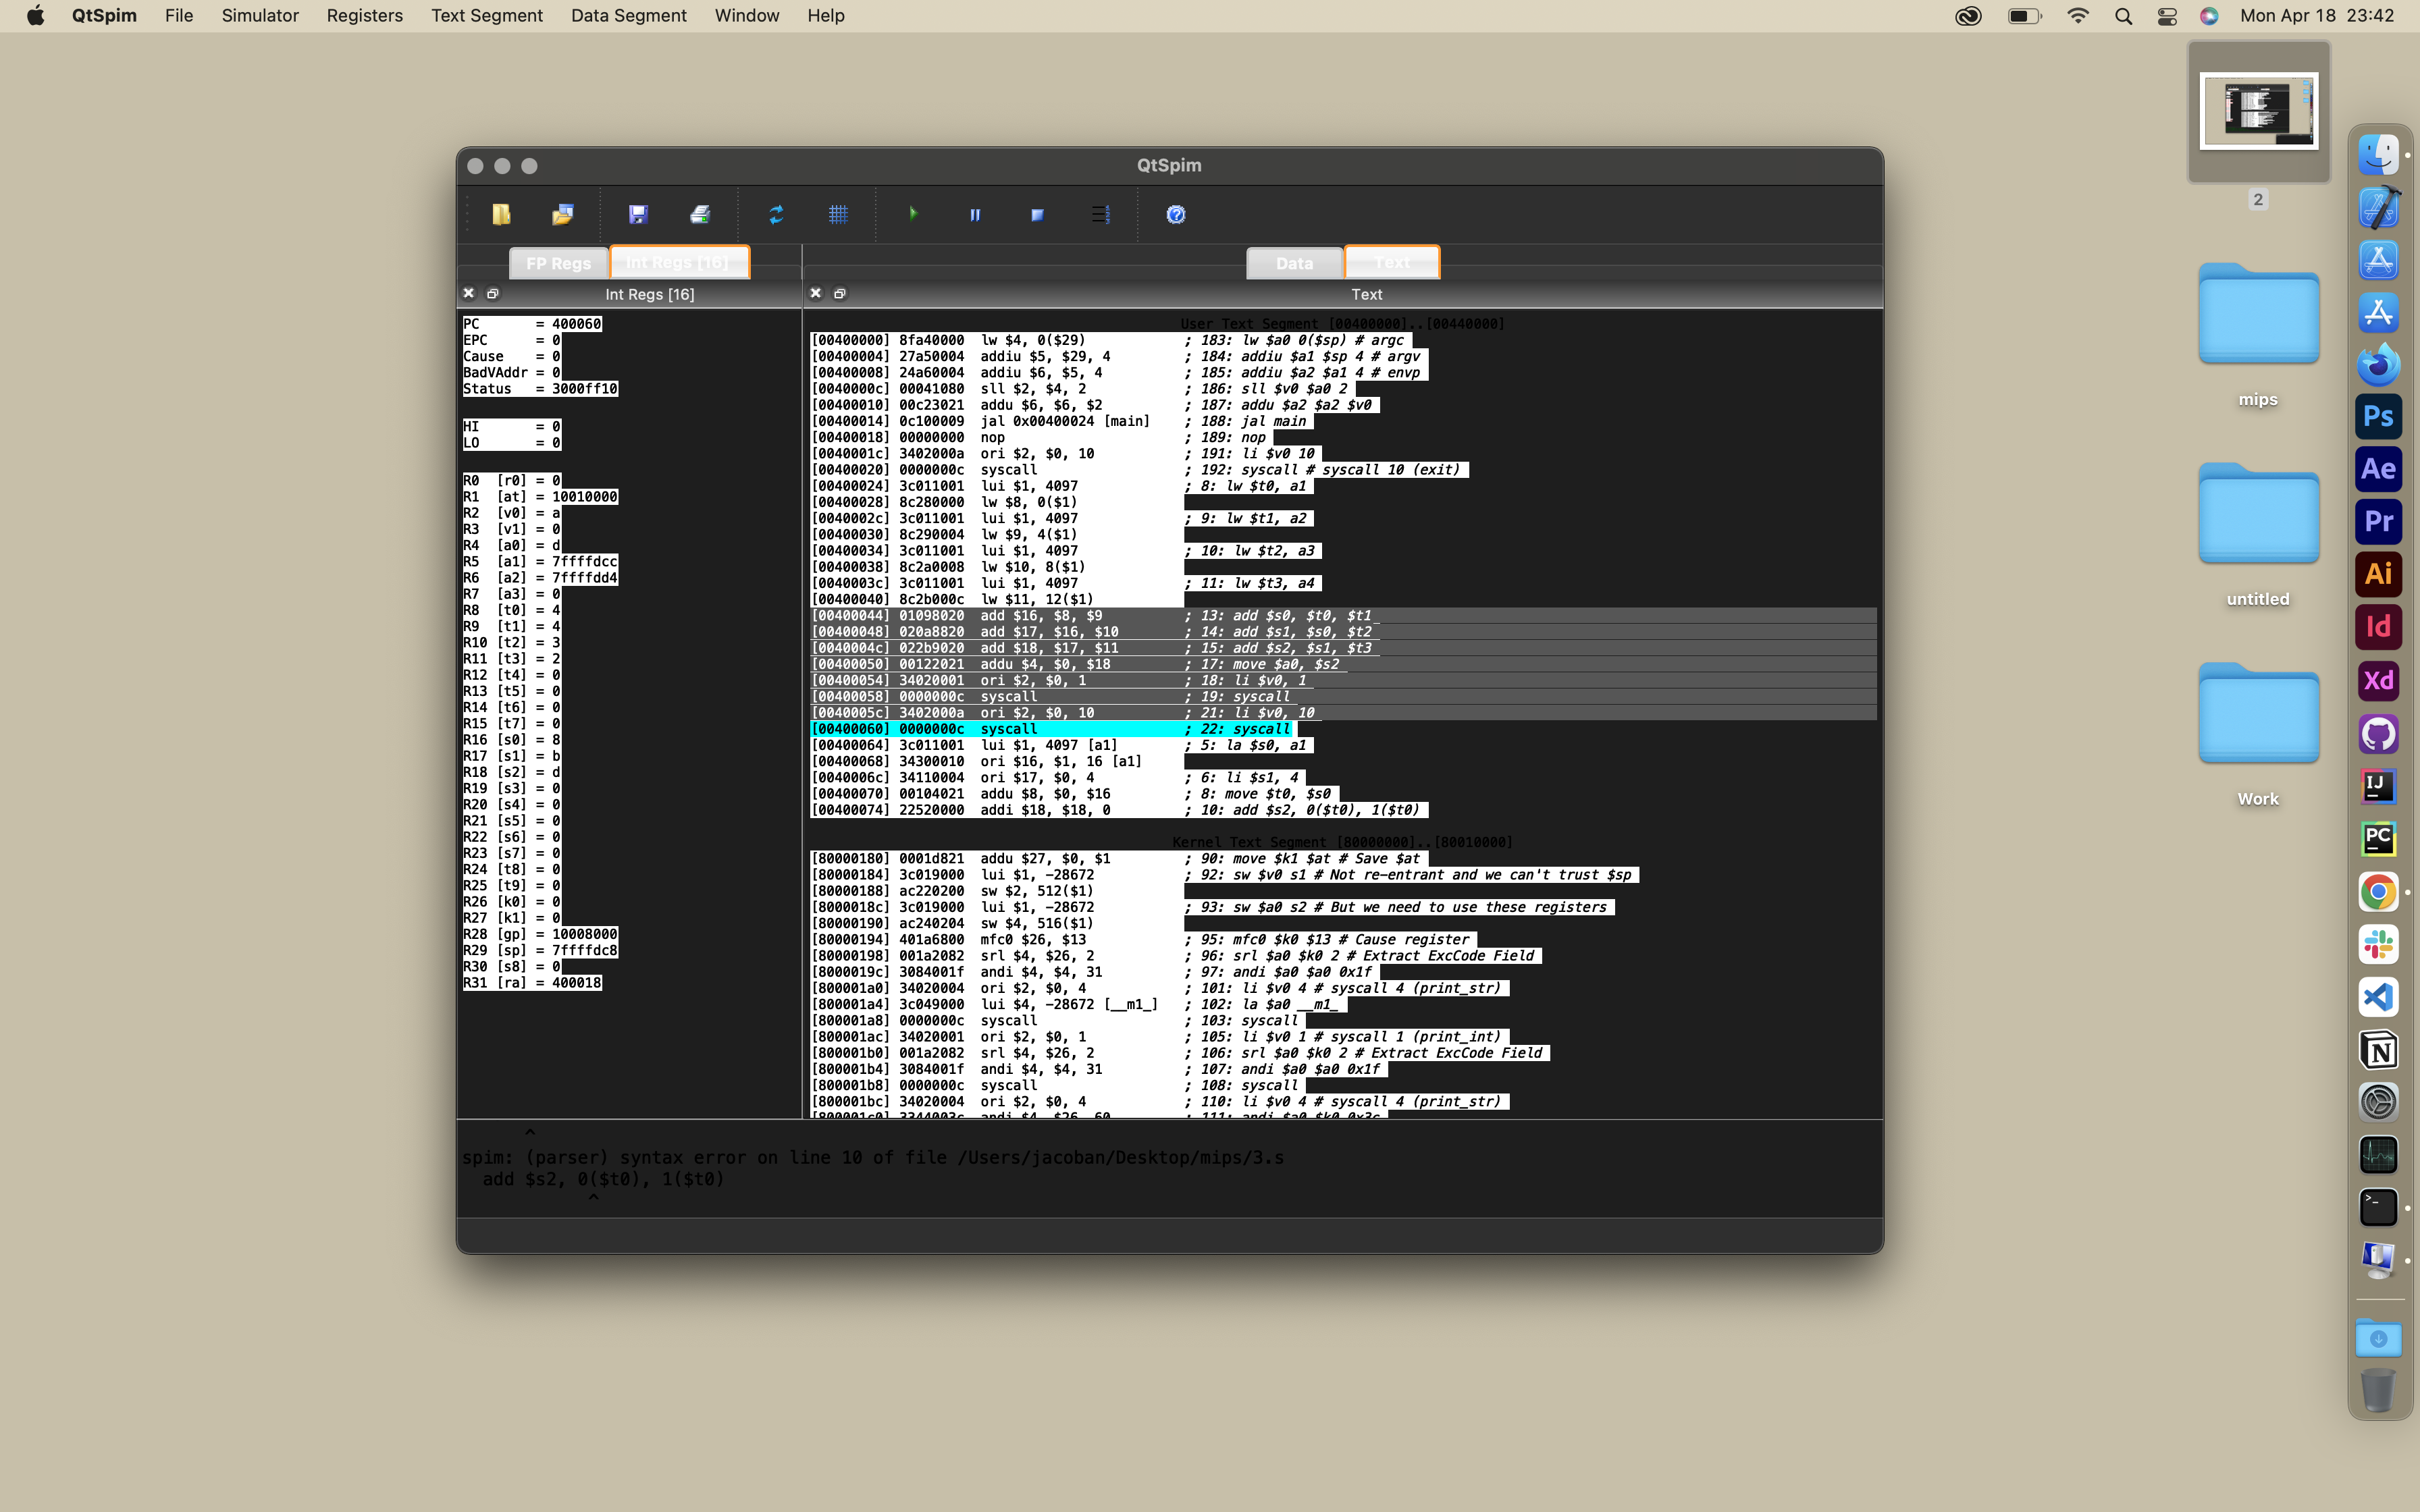 QtSpim File Simulator Registers Text Segment Data Segment Window Help Mon Apr 18 23:42
QtSpim
FP Regs Int Regs [16] Data Text
Int Regs [16]
Text
PC = 400060
EPC = 0
Cause = 0
BadVAddr = 0
Status = 3000ff10
HI = 0
LO = 0
R0 [r0] = 0
R1 [at] = 10010000
R2 [v0] = a
R3 [v1] = 0
R4 [a0] = d
R5 [a1] = 7ffffdcc
R6 [a2] = 7ffffdd4
R7 [a3] = 0
R8 [t0] = 4
R9 [t1] = 4
R10 [t2] = 3
R11 [t3] = 2
R12 [t4] = 0
R13 [t5] = 0
R14 [t6] = 0
R15 [t7] = 0
R16 [s0] = 8
R17 [s1] = b
R18 [s2] = d
R19 [s3] = 0
R20 [s4] = 0
R21 [s5] = 0
R22 [s6] = 0
R23 [s7] = 0
R24 [t8] = 0
R25 [t9] = 0
R26 [k0] = 0
R27 [k1] = 0
R28 [gp] = 10008000
R29 [sp] = 7ffffdc8
R30 [s8] = 0
R31 [ra] = 400018
User Text Segment [00400000]..[00440000]
[00400000] 8fa40000 lw $4, 0($29) ; 183: lw $a0 0($sp) # argc
[00400004] 27a50004 addiu $5, $29, 4 ; 184: addiu $a1 $sp 4 # argv
[00400008] 24a60004 addiu $6, $5, 4 ; 185: addiu $a2 $a1 4 # envp
[0040000c] 00041080 sll $2, $4, 2 ; 186: sll $v0 $a0 2
[00400010] 00c23021 addu $6, $6, $2 ; 187: addu $a2 $a2 $v0
[00400014] 0c100009 jal 0x00400024 [main] ; 188: jal main
[00400018] 00000000 nop ; 189: nop
[0040001c] 3402000a ori $2, $0, 10 ; 191: li $v0 10
[00400020] 0000000c syscall ; 192: syscall # syscall 10 (exit)
[00400024] 3c011001 lui $1, 4097 ; 8: lw $t0, a1
[00400028] 8c280000 lw $8, 0($1)
[0040002c] 3c011001 lui $1, 4097 ; 9: lw $t1, a2
[00400030] 8c290004 lw $9, 4($1)
[00400034] 3c011001 lui $1, 4097 ; 10: lw $t2, a3
[00400038] 8c2a0008 lw $10, 8($1)
[0040003c] 3c011001 lui $1, 4097 ; 11: lw $t3, a4
[00400040] 8c2b000c lw $11, 12($1)
[00400044] 01098020 add $16, $8, $9 ; 13: add $s0, $t0, $t1
[00400048] 020a8820 add $17, $16, $10 ; 14: add $s1, $s0, $t2
[0040004c] 022b9020 add $18, $17, $11 ; 15: add $s2, $s1, $t3
[00400050] 00122021 addu $4, $0, $18 ; 17: move $a0, $s2
[00400054] 34020001 ori $2, $0, 1 ; 18: li $v0, 1
[00400058] 0000000c syscall ; 19: syscall
[0040005c] 3402000a ori $2, $0, 10 ; 21: li $v0, 10
[00400060] 0000000c syscall ; 22: syscall
[00400064] 3c011001 lui $1, 4097 [a1] ; 5: la $s0, a1
[00400068] 34300010 ori $16, $1, 16 [a1]
[0040006c] 34110004 ori $17, $0, 4 ; 6: li $s1, 4
[00400070] 00104021 addu $8, $0, $16 ; 8: move $t0, $s0
[00400074] 22520000 addi $18, $18, 0 ; 10: add $s2, 0($t0), 1($t0)
Kernel Text Segment [80000000]..[80010000]
[80000180] 0001d821 addu $27, $0, $1 ; 90: move $k1 $at # Save $at
[80000184] 3c019000 lui $1, -28672 ; 92: sw $v0 s1 # Not re-entrant and we can't trust $sp
[80000188] ac220200 sw $2, 512($1)
[8000018c] 3c019000 lui $1, -28672 ; 93: sw $a0 s2 # But we need to use these registers
[80000190] ac240204 sw $4, 516($1)
[80000194] 401a6800 mfc0 $26, $13 ; 95: mfc0 $k0 $13 # Cause register
[80000198] 001a2082 srl $4, $26, 2 ; 96: srl $a0 $k0 2 # Extract ExcCode Field
[8000019c] 3084001f andi $4, $4, 31 ; 97: andi $a0 $a0 0x1f
[800001a0] 34020004 ori $2, $0, 4 ; 101: li $v0 4 # syscall 4 (print_str)
[800001a4] 3c049000 lui $4, -28672 [__m1_] ; 102: la $a0 __m1_
[800001a8] 0000000c syscall ; 103: syscall
[800001ac] 34020001 ori $2, $0, 1 ; 105: li $v0 1 # syscall 1 (print_int)
[800001b0] 001a2082 srl $4, $26, 2 ; 106: srl $a0 $k0 2 # Extract ExcCode Field
[800001b4] 3084001f andi $4, $4, 31 ; 107: andi $a0 $a0 0x1f
[800001b8] 0000000c syscall ; 108: syscall
[800001bc] 34020004 ori $2, $0, 4 ; 110: li $v0 4 # syscall 4 (print_str)
[800001c0] 3344003c andi $4, $26, 60 ; 111: andi $a0 $k0 0x3c
^
spim: (parser) syntax error on line 10 of file /Users/jacoban/Desktop/mips/3.s
add $s2, 0($t0), 1($t0)
^
2
mips
untitled
Work
Ps
Ae
Pr
Ai
Id
Xd
IJ
PC
N
>_